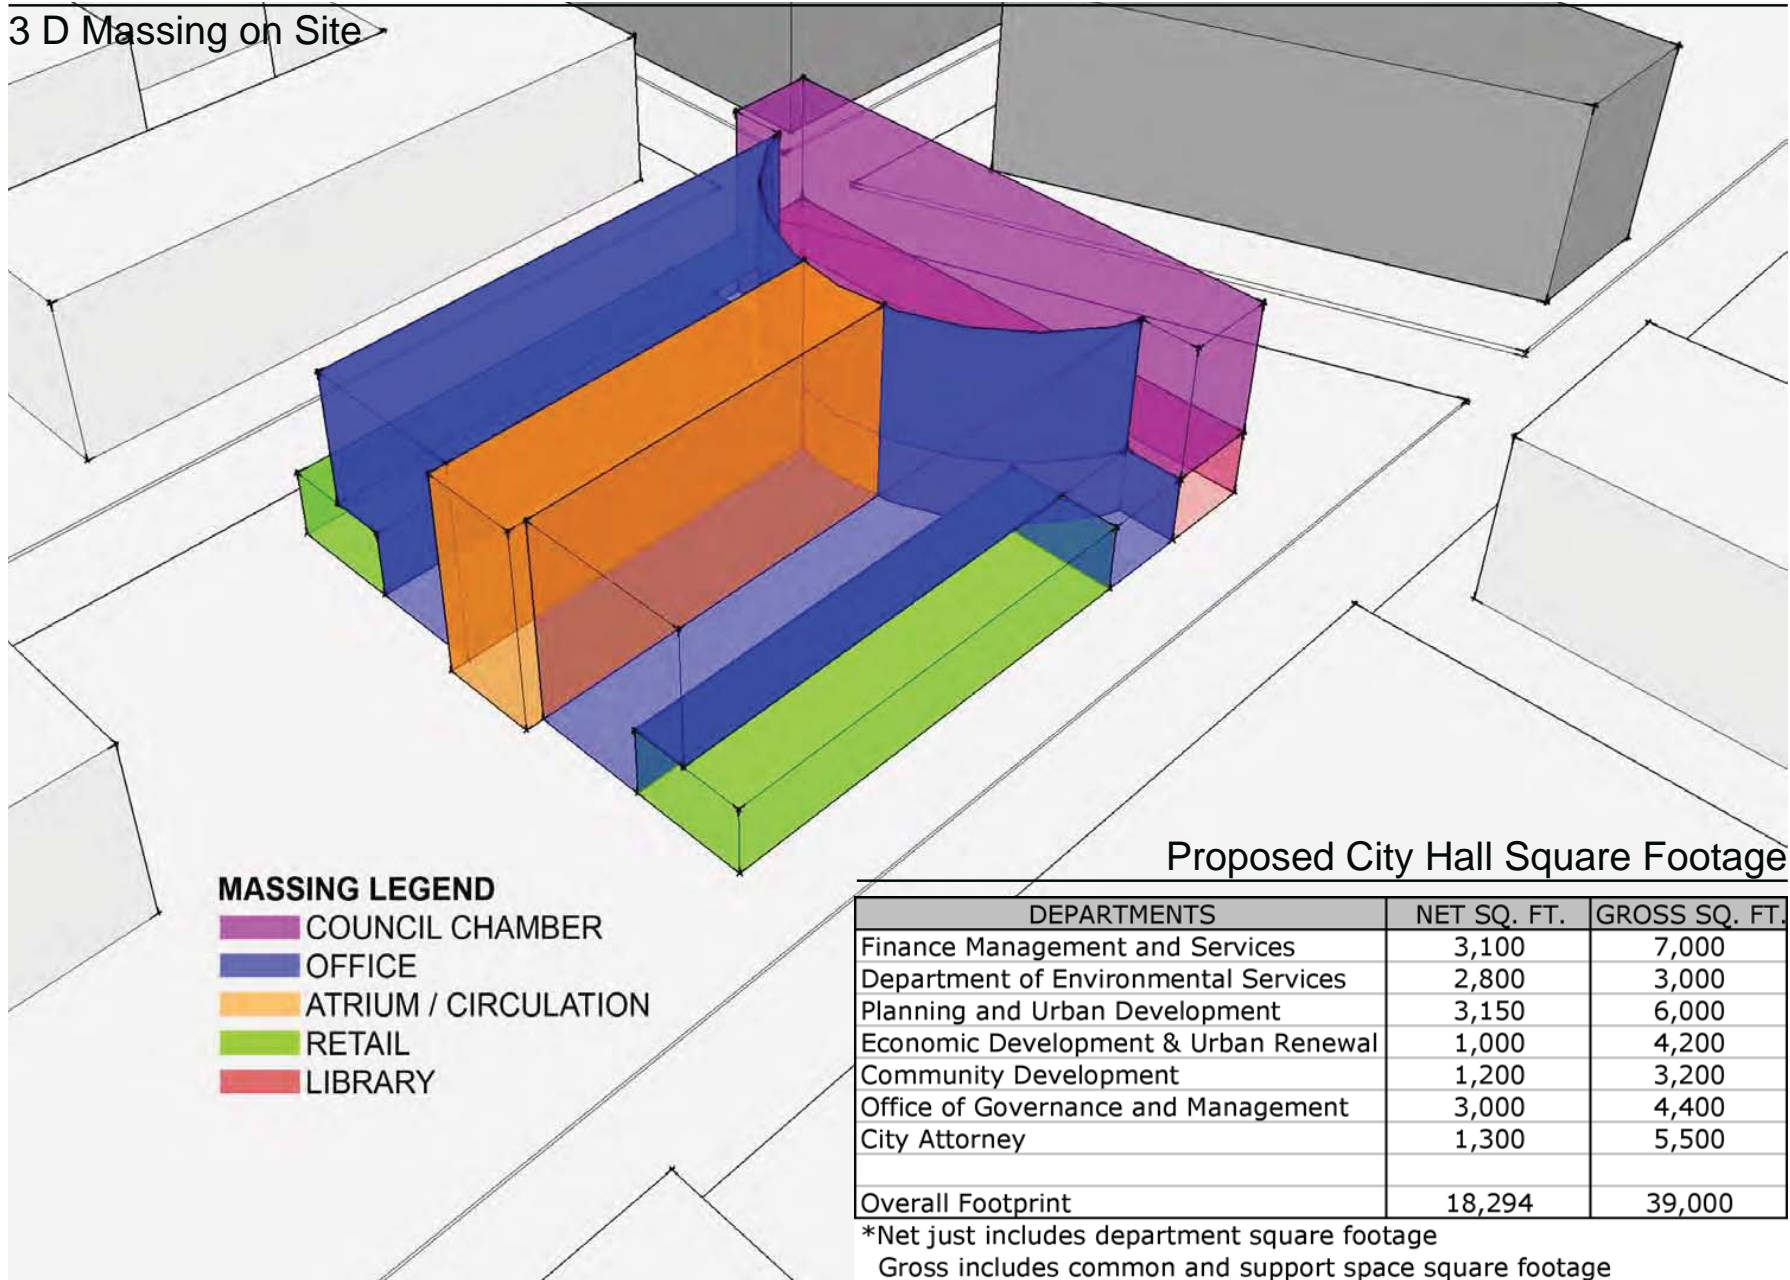 3 D Massing on Site
MASSING LEGEND
COUNCIL CHAMBER
OFFICE
ATRIUM / CIRCULATION
RETAIL
LIBRARY
Proposed City Hall Square Footage
DEPARTMENTS NET SQ. FT. GROSS SQ. FT.
Finance Management and Services 3,100 7,000
Department of Environmental Services 2,800 3,000
Planning and Urban Development 3,150 6,000
Economic Development & Urban Renewal 1,000 4,200
Community Development 1,200 3,200
Office of Governance and Management 3,000 4,400
City Attorney 1,300 5,500
Overall Footprint 18,294 39,000
*Net just includes department square footage
Gross includes common and support space square footage